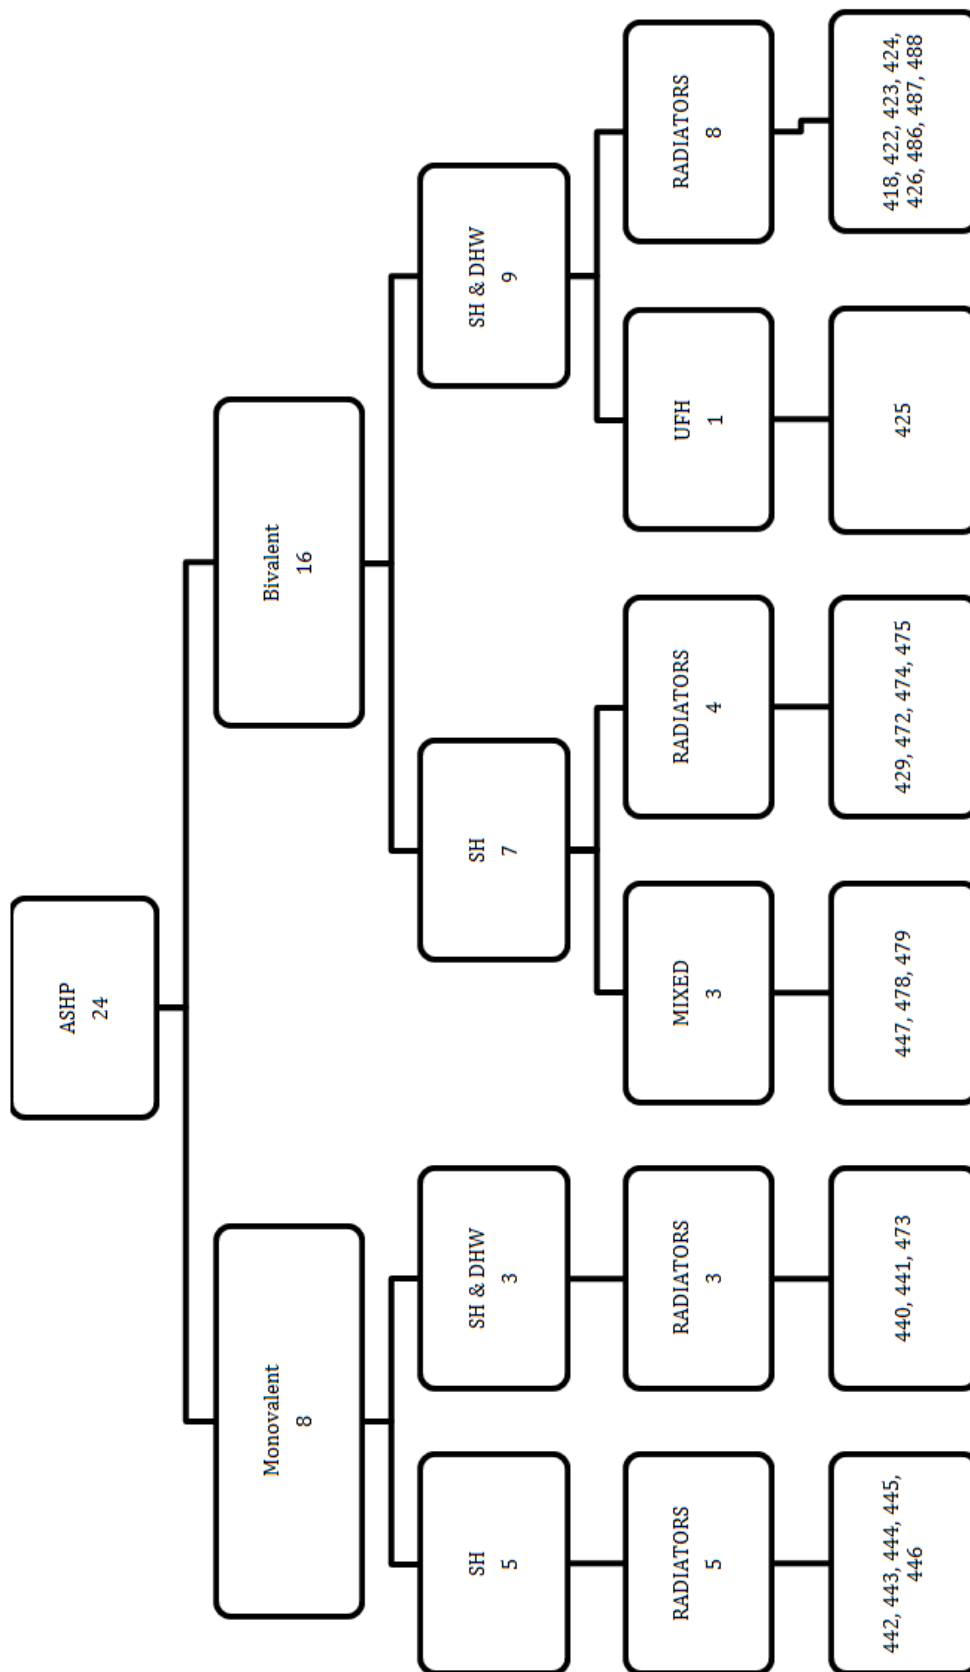 ASHP
24
Monovalent
8
Bivalent
16
SH
5
SH & DHW
3
SH
7
SH & DHW
9
RADIATORS
5
RADIATORS
3
MIXED
3
RADIATORS
4
UFH
1
RADIATORS
8
442, 443, 444, 445,
446
440, 441, 473
447, 478, 479
429, 472, 474, 475
425
418, 422, 423, 424,
426, 486, 487, 488